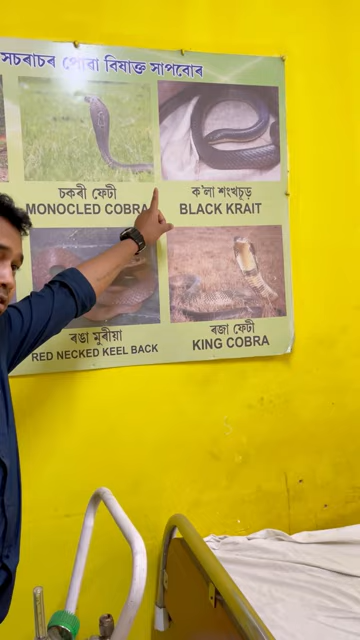 সচৰাচৰ পোৱা বিষাক্ত সাপবোৰ
চকৰী ফেটী
MONOCLED COBRA
ক'লা শংখচূড়
BLACK KRAIT
ৰঙা মুৰীয়া
RED NECKED KEEL BACK
ৰজা ফেটী
KING COBRA